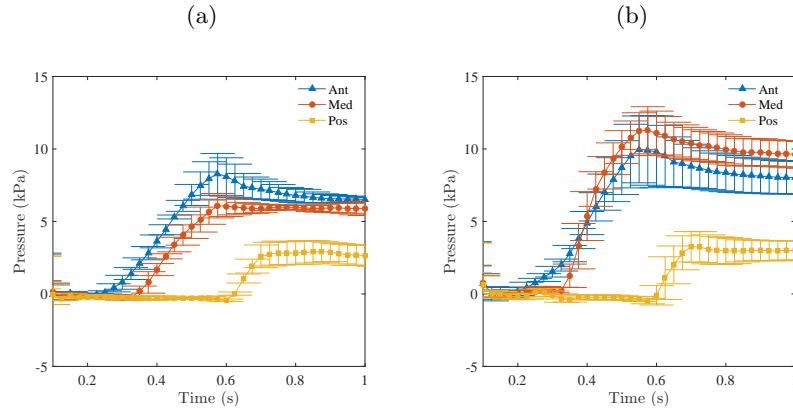 (a)
15
10
5
0
-5
0.2 0.4 0.6 0.8 1
Pressure (kPa)
Time (s)
Ant
Med
Pos
(b)
15
10
5
0
-5
0.2 0.4 0.6 0.8
Pressure (kPa)
Time (s)
Ant
Med
Pos